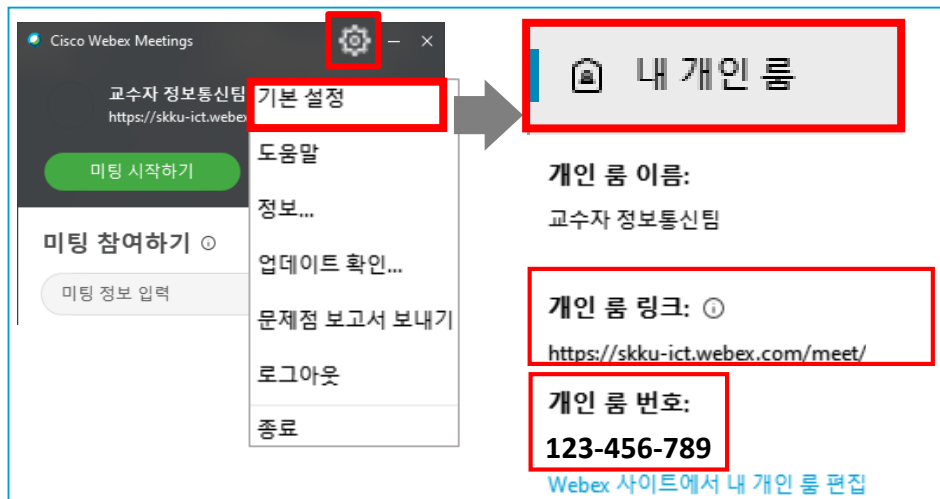 Cisco Webex Meetings
교수자 정보통신팀
https://skku-ict.webex
미팅 시작하기
미팅 참여하기
미팅 정보 입력
기본 설정
도움말
정보...
업데이트 확인...
문제점 보고서 보내기
로그아웃
종료
내 개인 룸
개인 룸 이름:
교수자 정보통신팀
개인 룸 링크:
https://skku-ict.webex.com/meet/
개인 룸 번호:
123-456-789
Webex 사이트에서 내 개인 룸 편집